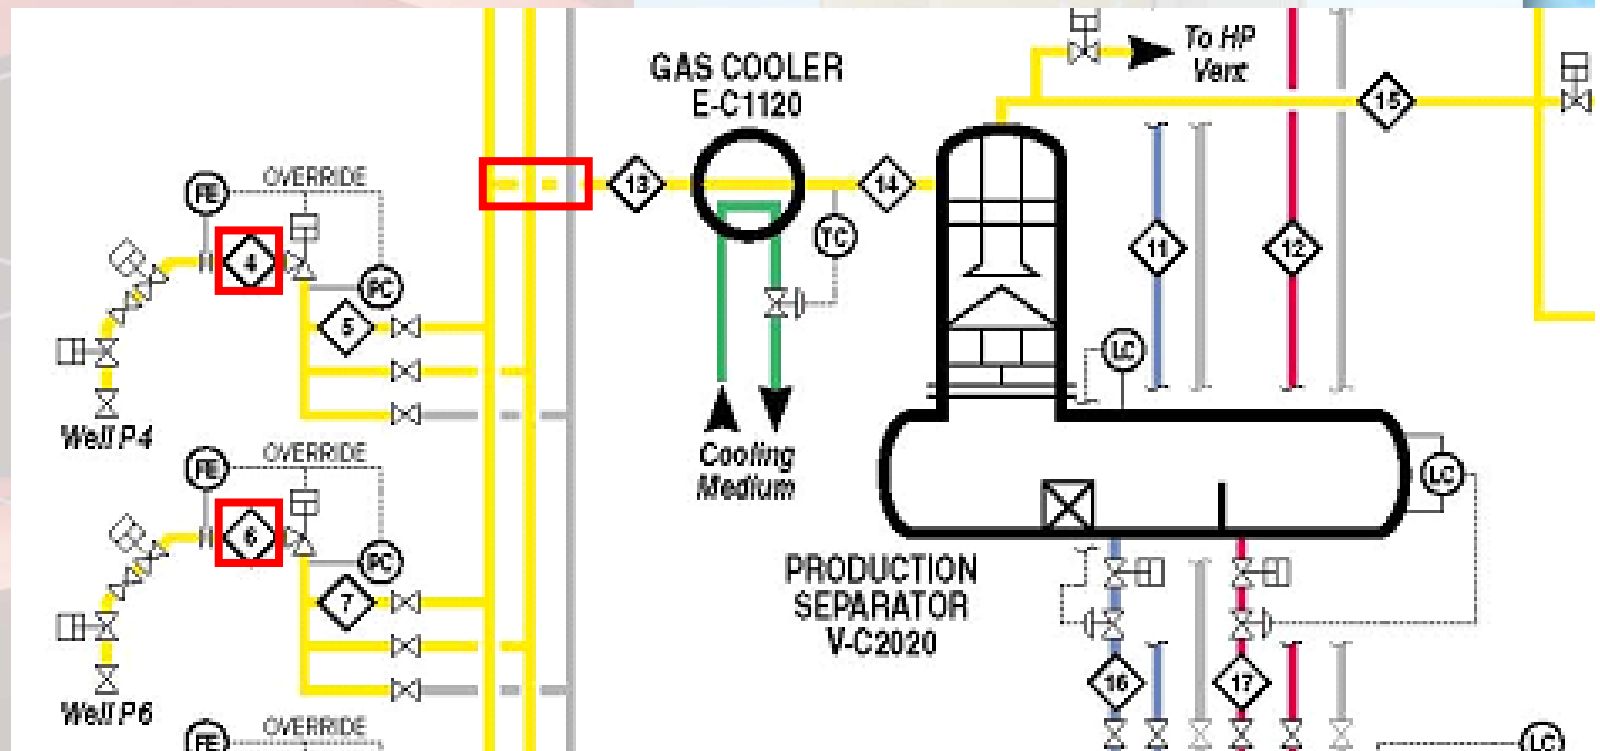 To HP
Vent
GAS COOLER
E-C1120
15
13
14
FE
OVERRIDE
4
TC
11
12
PC
5
LC
Well P4
Cooling
Medium
FE
OVERRIDE
LC
6
PC
7
PRODUCTION
SEPARATOR
V-C2020
16
17
Well P6
FE
OVERRIDE
LC